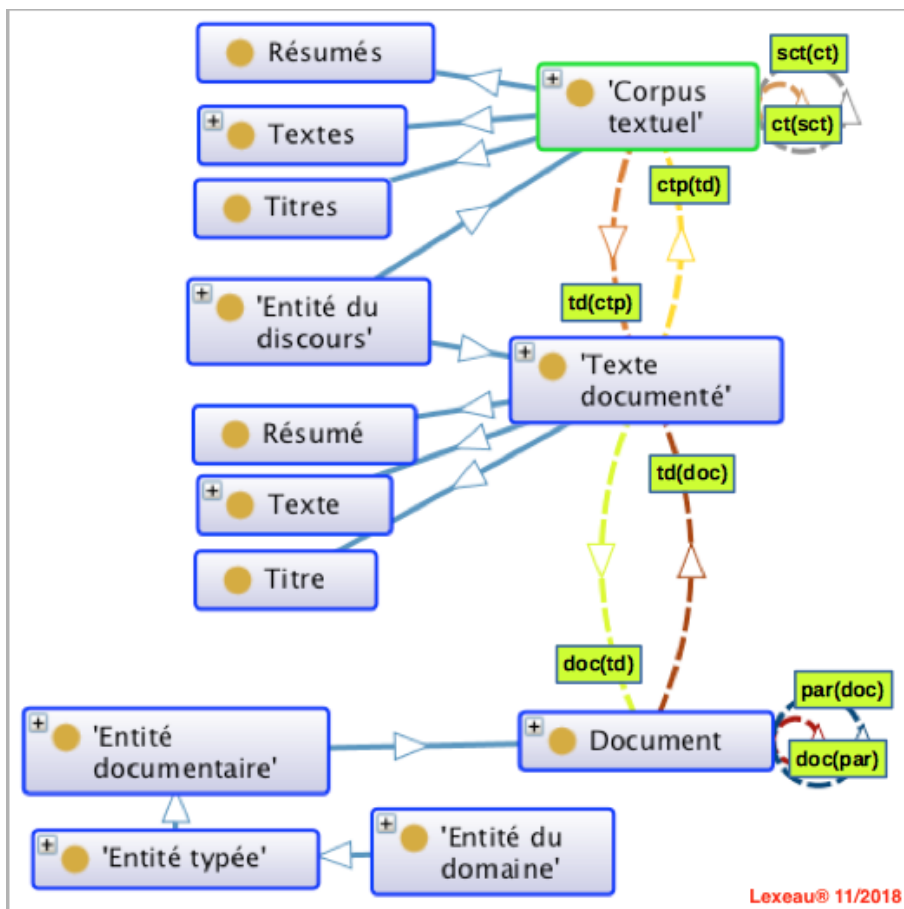 Résumés
sct(ct)
'Corpus
textuel'
Textes
ct(sct)
Titres
ctp(td)
'Entité du
discours'
td(ctp)
'Texte
documenté'
Résumé
td(doc)
Texte
Titre
doc(td)
par(doc)
'Entité
documentaire'
Document
doc(par)
'Entité typée'
'Entité du
domaine'
Lexeau® 11/2018